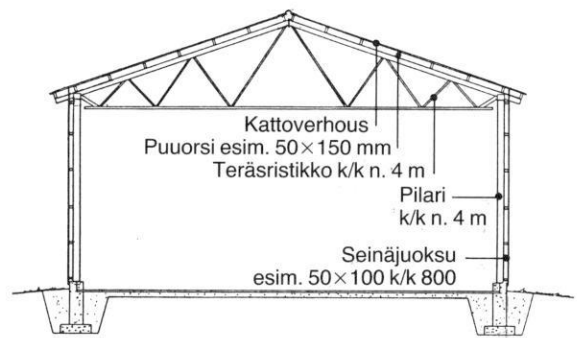 Kattoverhous
Puuorsi esim. 50×150 mm
Teräsristikko k/k n. 4 m
Pilari
k/k n. 4 m
Seinäjuoksu
esim. 50×100 k/k 800